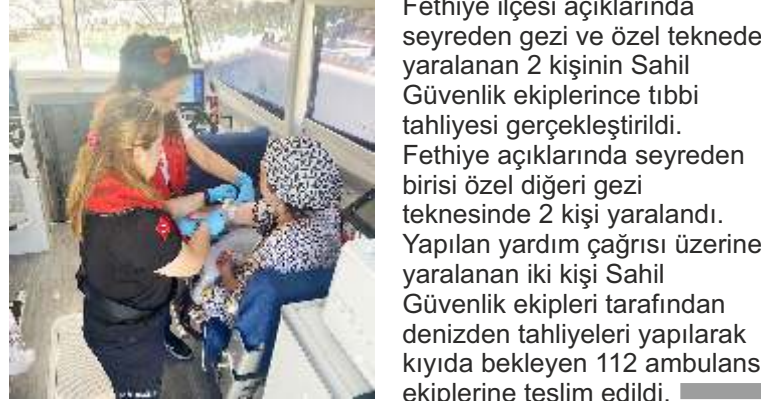 Fethiye ilçesi açıklarında
seyreden gezi ve özel teknede
yaralanan 2 kişinin Sahil
Güvenlik ekiplerince tıbbi
tahliyesi gerçekleştirildi.
Fethiye açıklarında seyreden
birisi özel diğeri gezi
teknesinde 2 kişi yaralandı.
Yapılan yardım çağrısı üzerine
yaralanan iki kişi Sahil
Güvenlik ekipleri tarafından
denizden tahliyeleri yapılarak
kıyıda bekleyen 112 ambulans
ekiplerine teslim edildi.